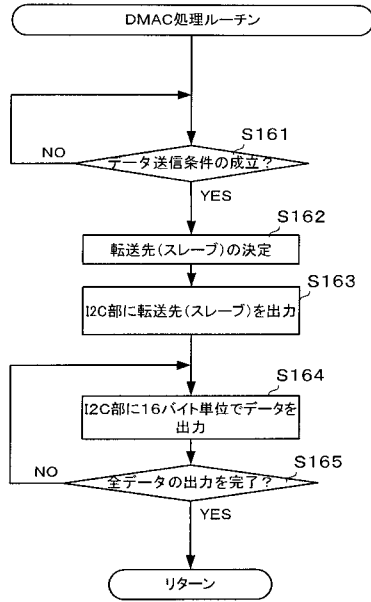 DMAC処理ルーチン
S161
データ送信条件の成立?
NO
YES
S162
転送先(スレーブ)の決定
S163
I2C部に転送先(スレーブ)を出力
S164
I2C部に16バイト単位でデータを
出力
S165
全データの出力を完了?
NO
YES
リターン